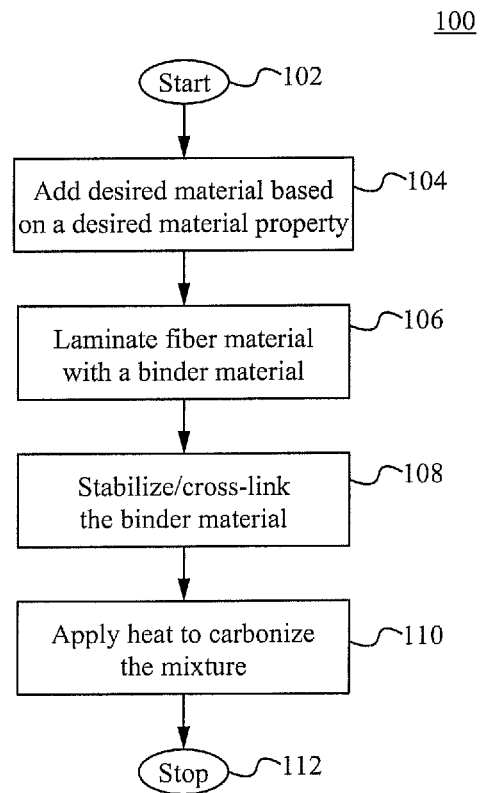 100
Start
102
Add desired material based
on a desired material property
104
Laminate fiber material
with a binder material
106
Stabilize/cross-link
the binder material
108
Apply heat to carbonize
the mixture
110
Stop
112